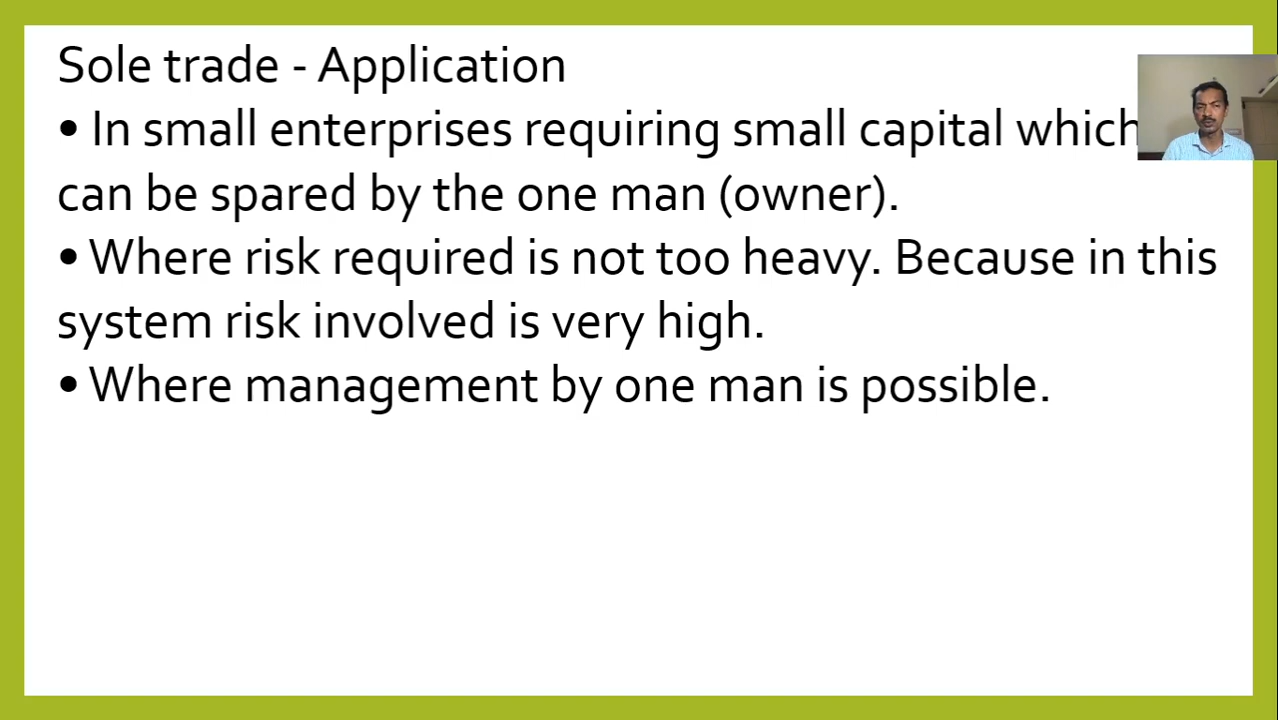 Sole trade - Application
• In small enterprises requiring small capital which
can be spared by the one man (owner).
• Where risk required is not too heavy. Because in this
system risk involved is very high.
• Where management by one man is possible.